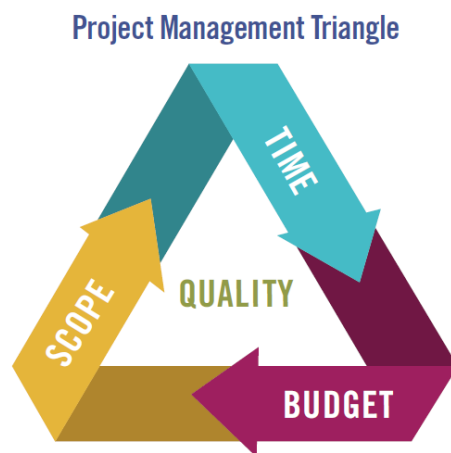 Project Management Triangle
TIME
QUALITY
SCOPE
BUDGET